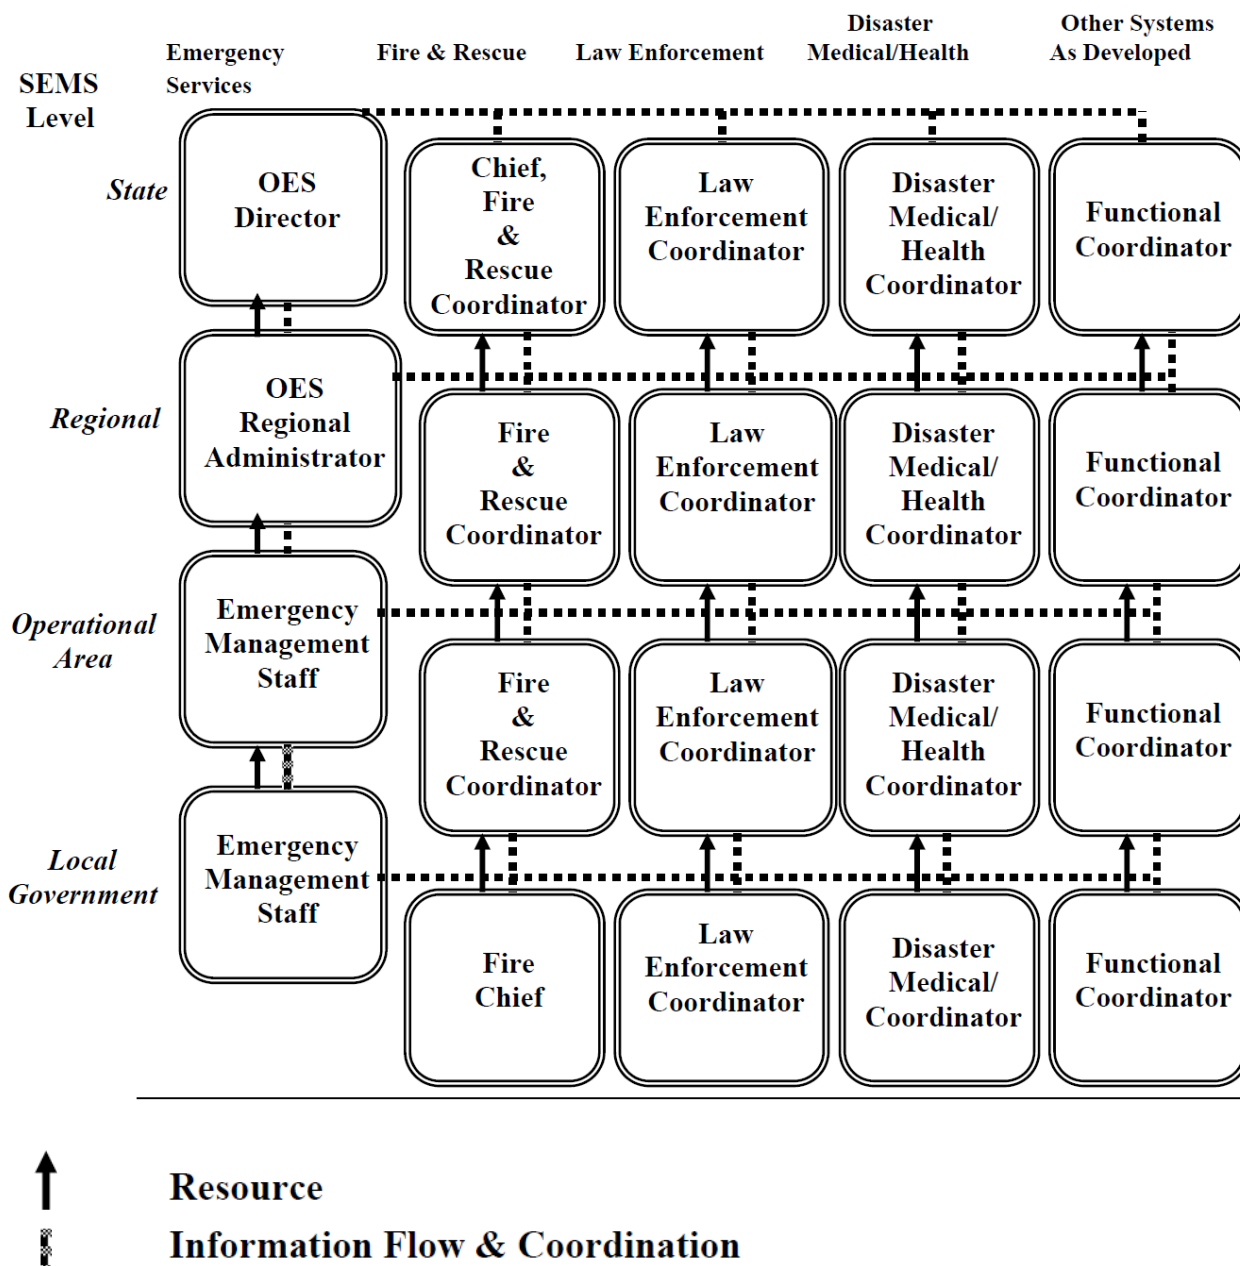 Emergency
Services
Fire & Rescue
Law Enforcement
Disaster
Medical/Health
Other Systems
As Developed
SEMS
Level
State
OES
Director
Chief,
Fire
&
Rescue
Coordinator
Law
Enforcement
Coordinator
Disaster
Medical/
Health
Coordinator
Functional
Coordinator
Regional
OES
Regional
Administrator
Fire
&
Rescue
Coordinator
Law
Enforcement
Coordinator
Disaster
Medical/
Health
Coordinator
Functional
Coordinator
Operational
Area
Emergency
Management
Staff
Fire
&
Rescue
Coordinator
Law
Enforcement
Coordinator
Disaster
Medical/
Health
Coordinator
Functional
Coordinator
Local
Government
Emergency
Management
Staff
Fire
Chief
Law
Enforcement
Coordinator
Disaster
Medical/
Coordinator
Functional
Coordinator
Resource
Information Flow & Coordination